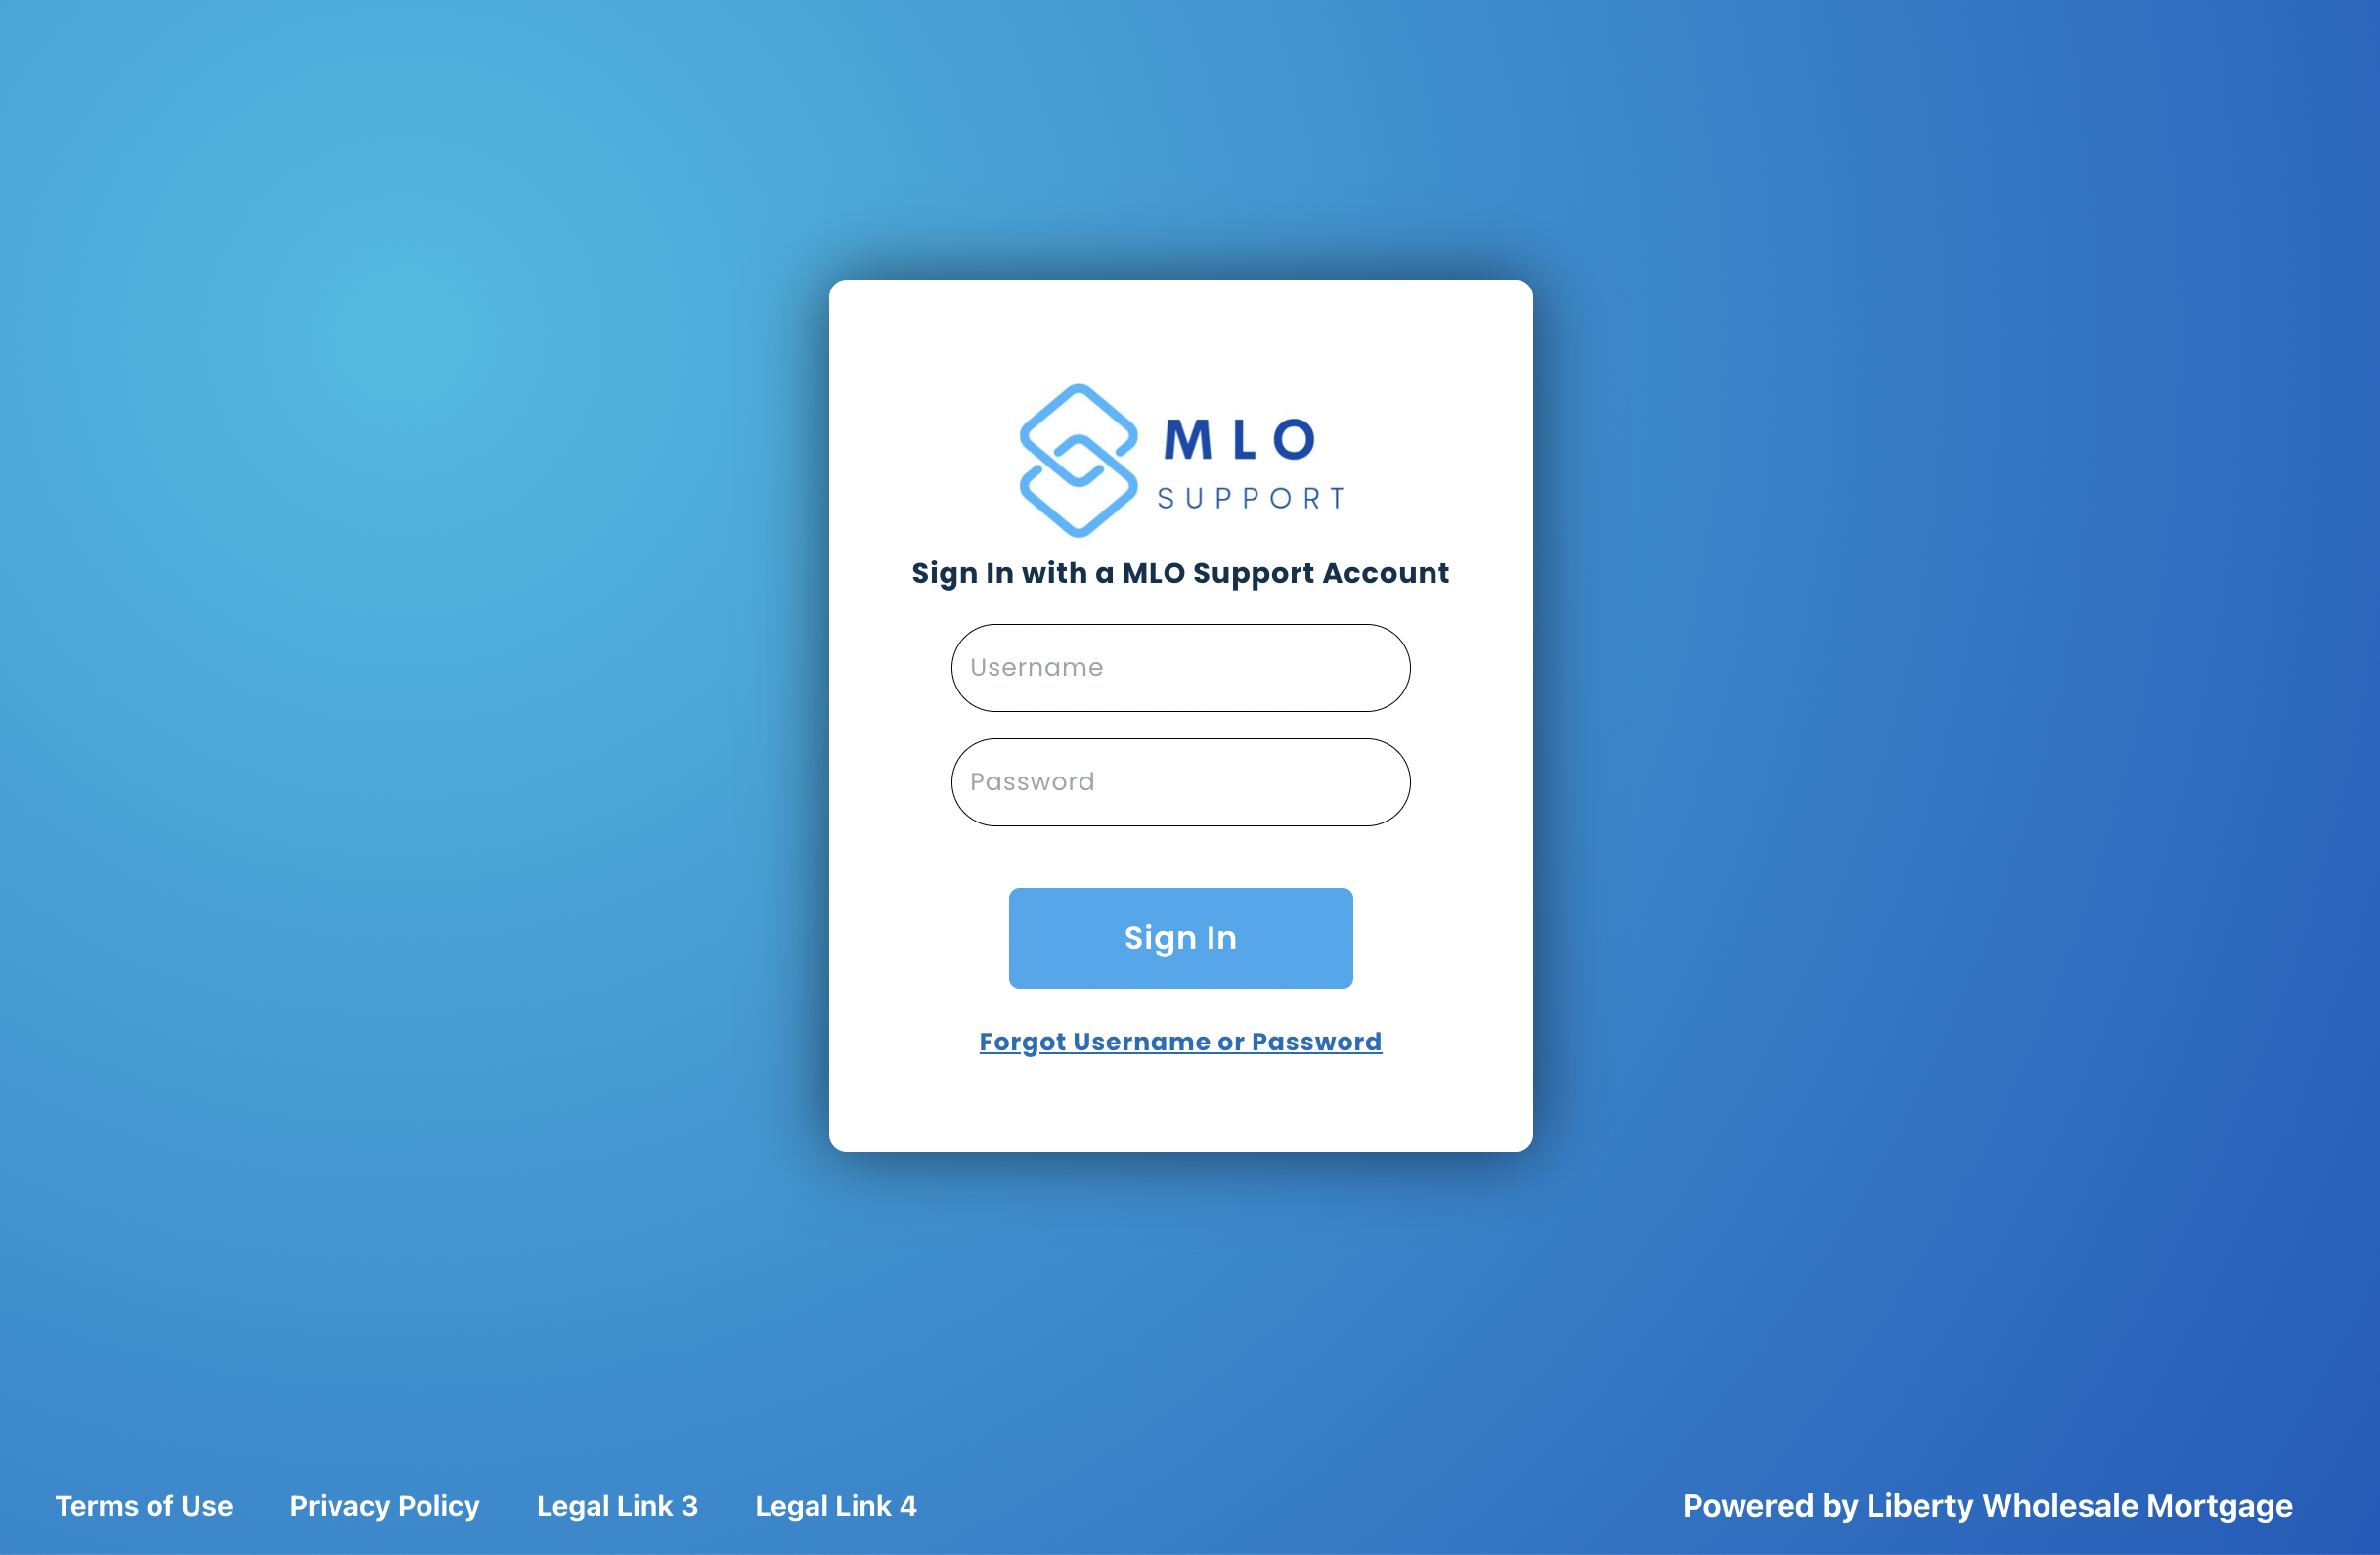 MLO
SUPPORT
Sign In with a MLO Support Account
Username
Password
Sign In
Forgot Username or Password
Terms of Use Privacy Policy Legal Link 3 Legal Link 4 Powered by Liberty Wholesale Mortgage